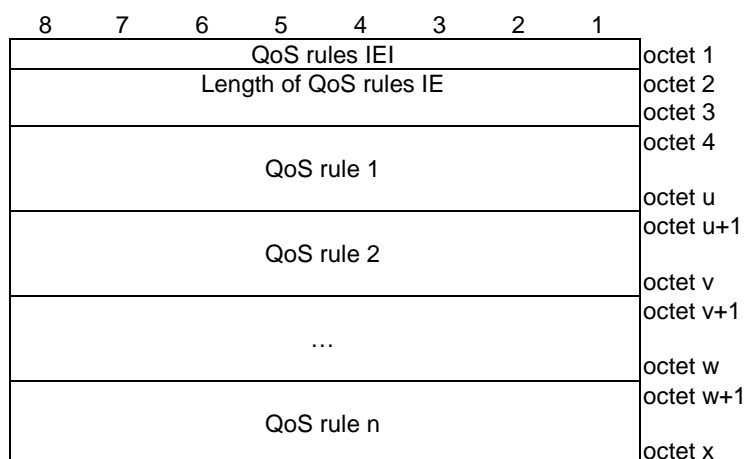 8 7 6 5 4 3 2 1
QoS rules IEI octet 1
Length of QoS rules IE octet 2
octet 3
octet 4
QoS rule 1
octet u
octet u+1
QoS rule 2
octet v
octet v+1
…
octet w
octet w+1
QoS rule n
octet x